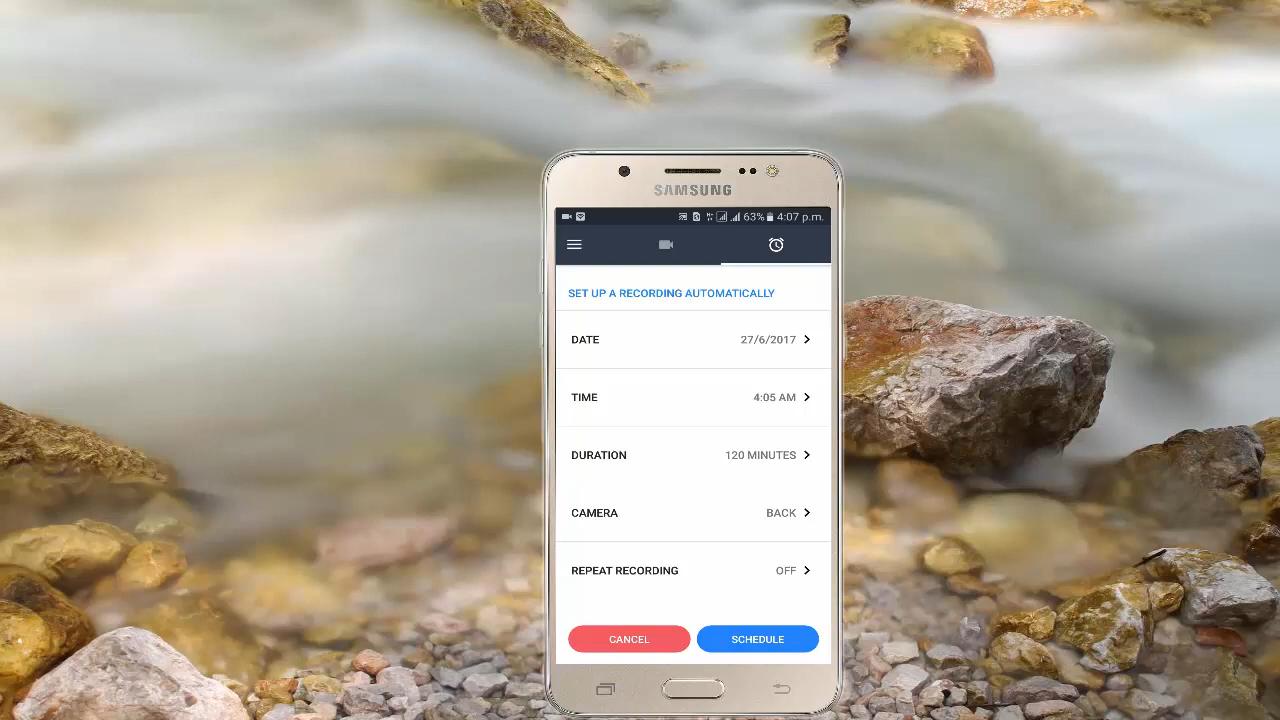 SAMSUNG
63% 4:07 p.m.
SET UP A RECORDING AUTOMATICALLY
DATE 27/6/2017
TIME 4:05 AM
DURATION 120 MINUTES
CAMERA BACK
REPEAT RECORDING OFF
CANCEL SCHEDULE